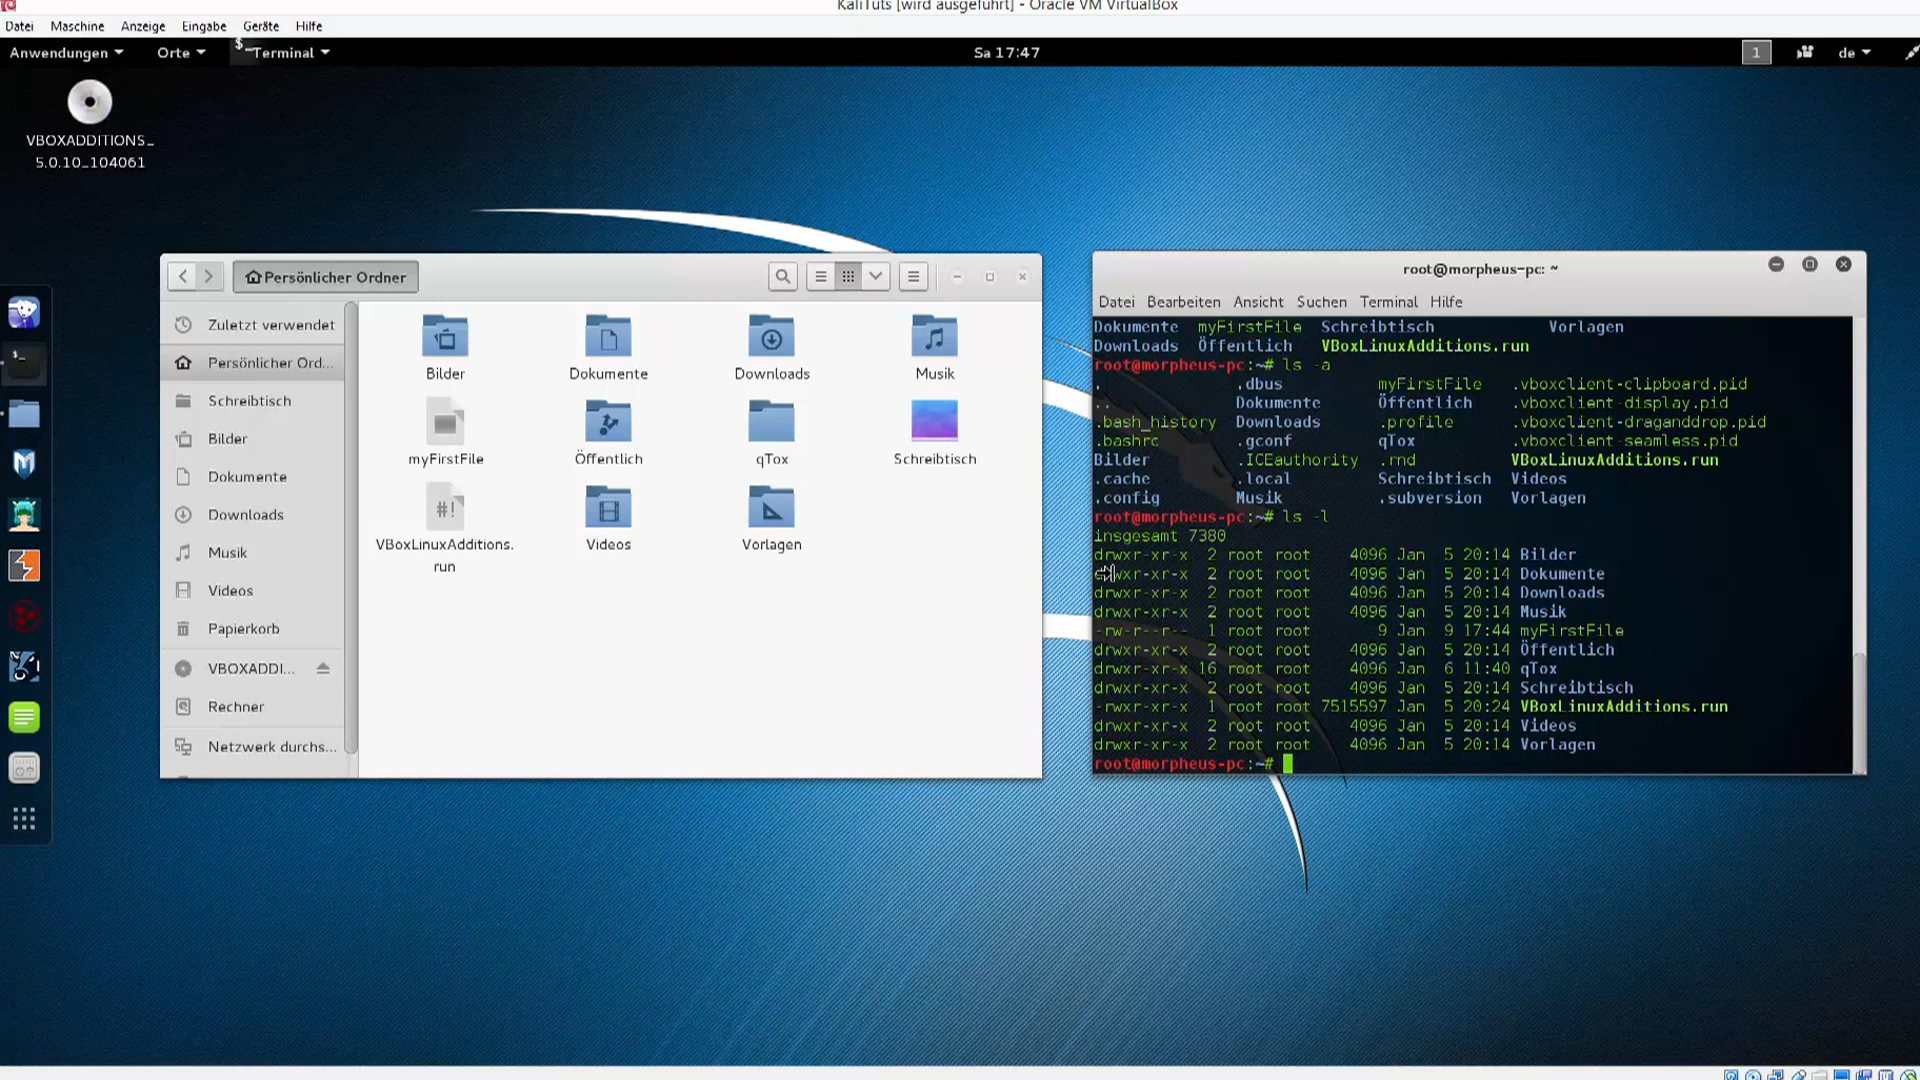 KaliTuts [wird ausgeführt] - Oracle VM VirtualBox
Datei Maschine Anzeige Eingabe Geräte Hilfe
Anwendungen Orte Terminal Sa 17:47 1 de
VBOXADDITIONS_
5.0.10_104061
Persönlicher Ordner
Zuletzt verwendet
Persönlicher Ord...
Schreibtisch
Bilder
Dokumente
Downloads
Musik
Videos
Papierkorb
VBOXADDI...
Rechner
Netzwerk durchs...
Bilder Dokumente Downloads Musik
myFirstFile Öffentlich qTox Schreibtisch
#!
VBoxLinuxAdditions. Videos Vorlagen
run
root@morpheus-pc: ~
Datei Bearbeiten Ansicht Suchen Terminal Hilfe
Dokumente myFirstFile Schreibtisch Vorlagen
Downloads Öffentlich VBoxLinuxAdditions.run
root@morpheus-pc:~# ls -a
. .dbus myFirstFile .vboxclient-clipboard.pid
.. Dokumente Öffentlich .vboxclient-display.pid
.bash_history Downloads .profile .vboxclient-draganddrop.pid
.bashrc .gconf qTox .vboxclient-seamless.pid
Bilder .ICEauthority .rnd VBoxLinuxAdditions.run
.cache .local Schreibtisch Videos
.config Musik .subversion Vorlagen
root@morpheus-pc:~# ls -l
insgesamt 7380
drwxr-xr-x 2 root root 4096 Jan 5 20:14 Bilder
drwxr-xr-x 2 root root 4096 Jan 5 20:14 Dokumente
drwxr-xr-x 2 root root 4096 Jan 5 20:14 Downloads
drwxr-xr-x 2 root root 4096 Jan 5 20:14 Musik
-rw-r--r-- 1 root root 9 Jan 9 17:44 myFirstFile
drwxr-xr-x 2 root root 4096 Jan 5 20:14 Öffentlich
drwxr-xr-x 16 root root 4096 Jan 6 11:40 qTox
drwxr-xr-x 2 root root 4096 Jan 5 20:14 Schreibtisch
-rwxr-xr-x 1 root root 7515597 Jan 5 20:24 VBoxLinuxAdditions.run
drwxr-xr-x 2 root root 4096 Jan 5 20:14 Videos
drwxr-xr-x 2 root root 4096 Jan 5 20:14 Vorlagen
root@morpheus-pc:~#